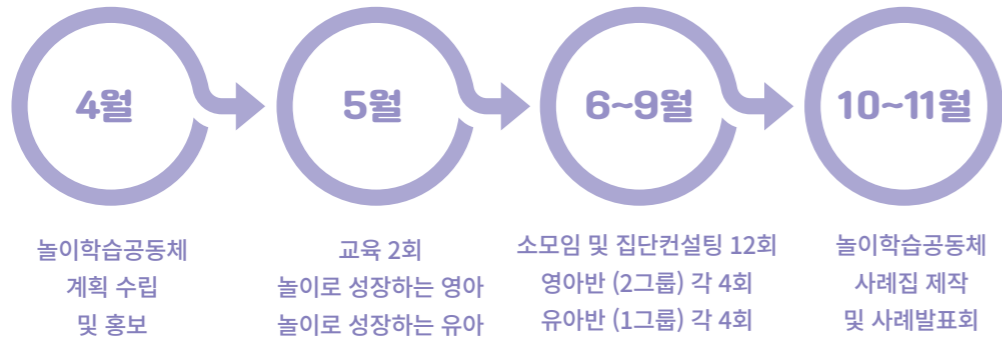 4월
놀이학습공동체
계획 수립
및 홍보
5월
교육 2회
놀이로 성장하는 영아
놀이로 성장하는 유아
6~9월
소모임 및 집단컨설팅 12회
영아반 (2그룹) 각 4회
유아반 (1그룹) 각 4회
10~11월
놀이학습공동체
사례집 제작
및 사례발표회